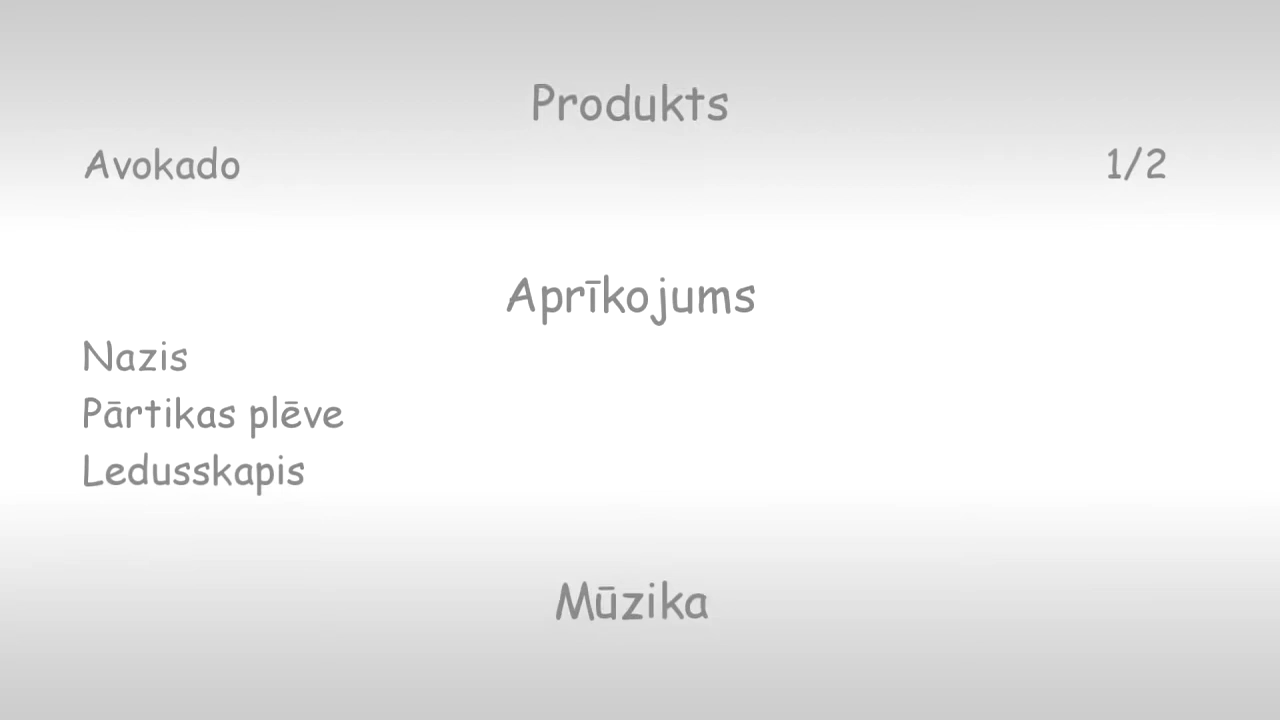 Produkts
Avokado 1/2
Aprīkojums
Nazis
Pārtikas plēve
Ledusskapis
Mūzika